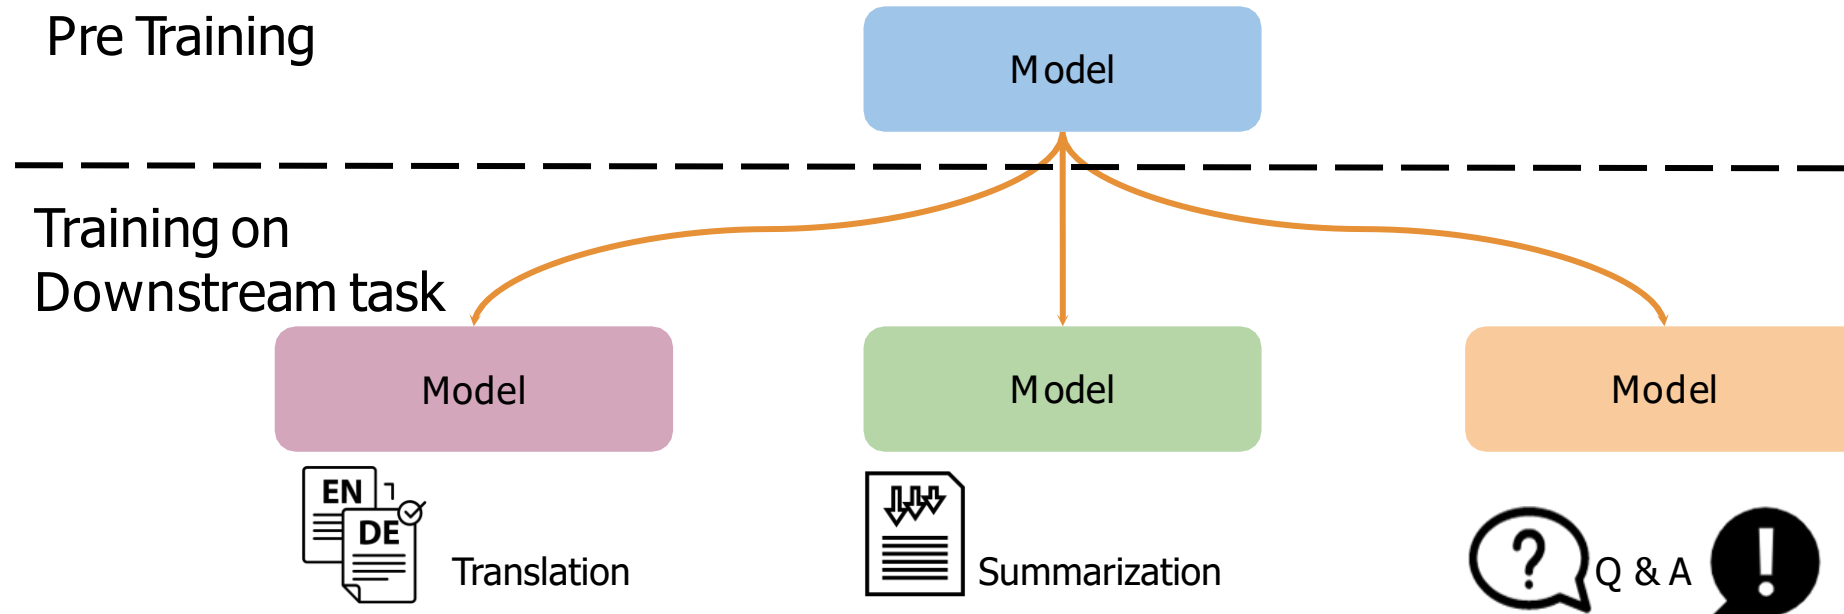 Pre Training
Model
Training on
Downstream task
Model
Model
Model
EN
DE
Translation
Summarization
?
Q & A
!